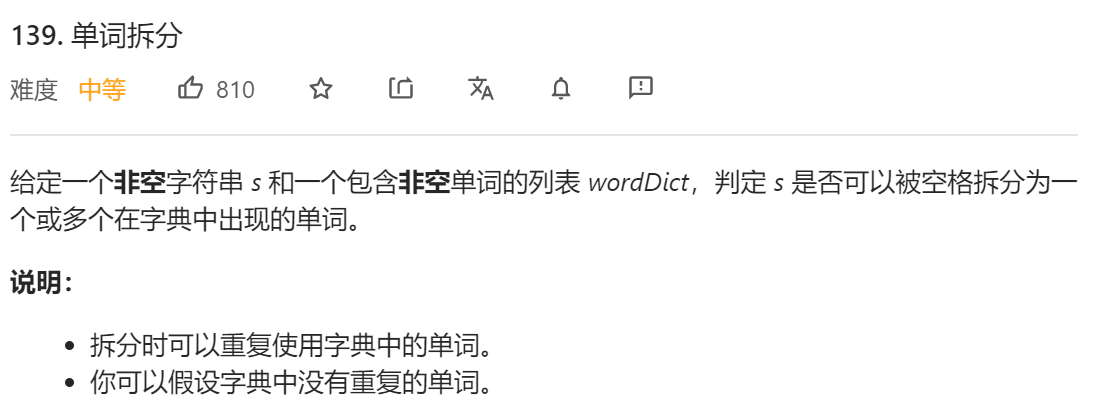 139. 单词拆分
难度 中等 810
给定一个非空字符串 s 和一个包含非空单词的列表 wordDict，判定 s 是否可以被空格拆分为一
个或多个在字典中出现的单词。
说明：
• 拆分时可以重复使用字典中的单词。
• 你可以假设字典中没有重复的单词。